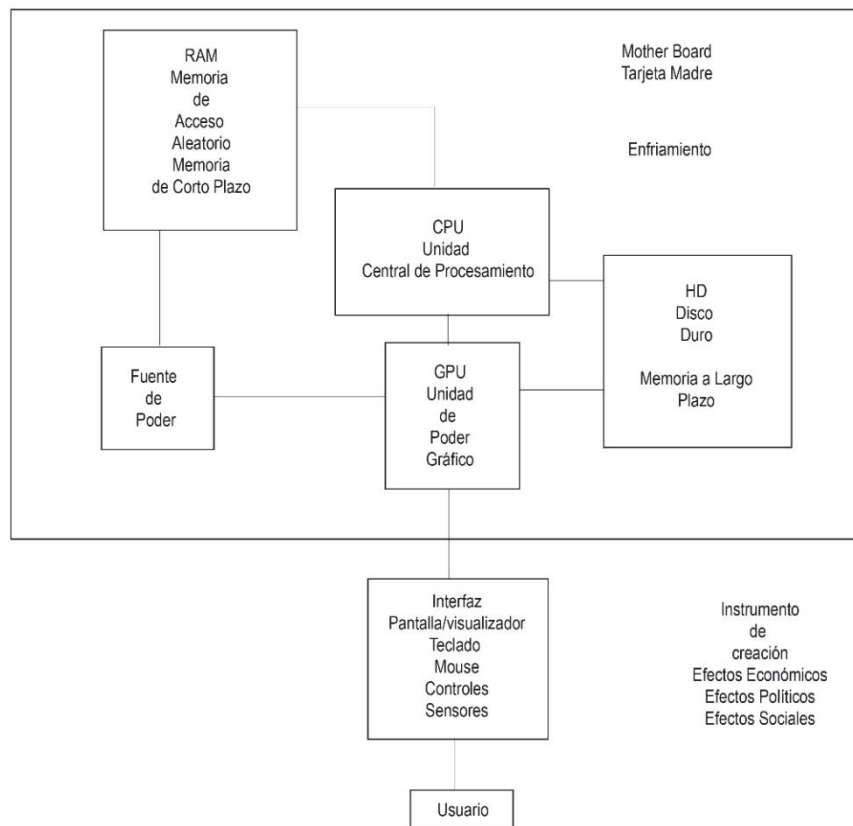 RAM
Memoria
de
Acceso
Aleatorio
Memoria
de Corto Plazo
Mother Board
Tarjeta Madre
Enfriamiento
CPU
Unidad
Central de Procesamiento
HD
Disco
Duro
Memoria a Largo
Plazo
Fuente
de
Poder
GPU
Unidad
de
Poder
Gráfico
Interfaz
Pantalla/visualizador
Teclado
Mouse
Controles
Sensores
Instrumento
de
creación
Efectos Económicos
Efectos Políticos
Efectos Sociales
Usuario